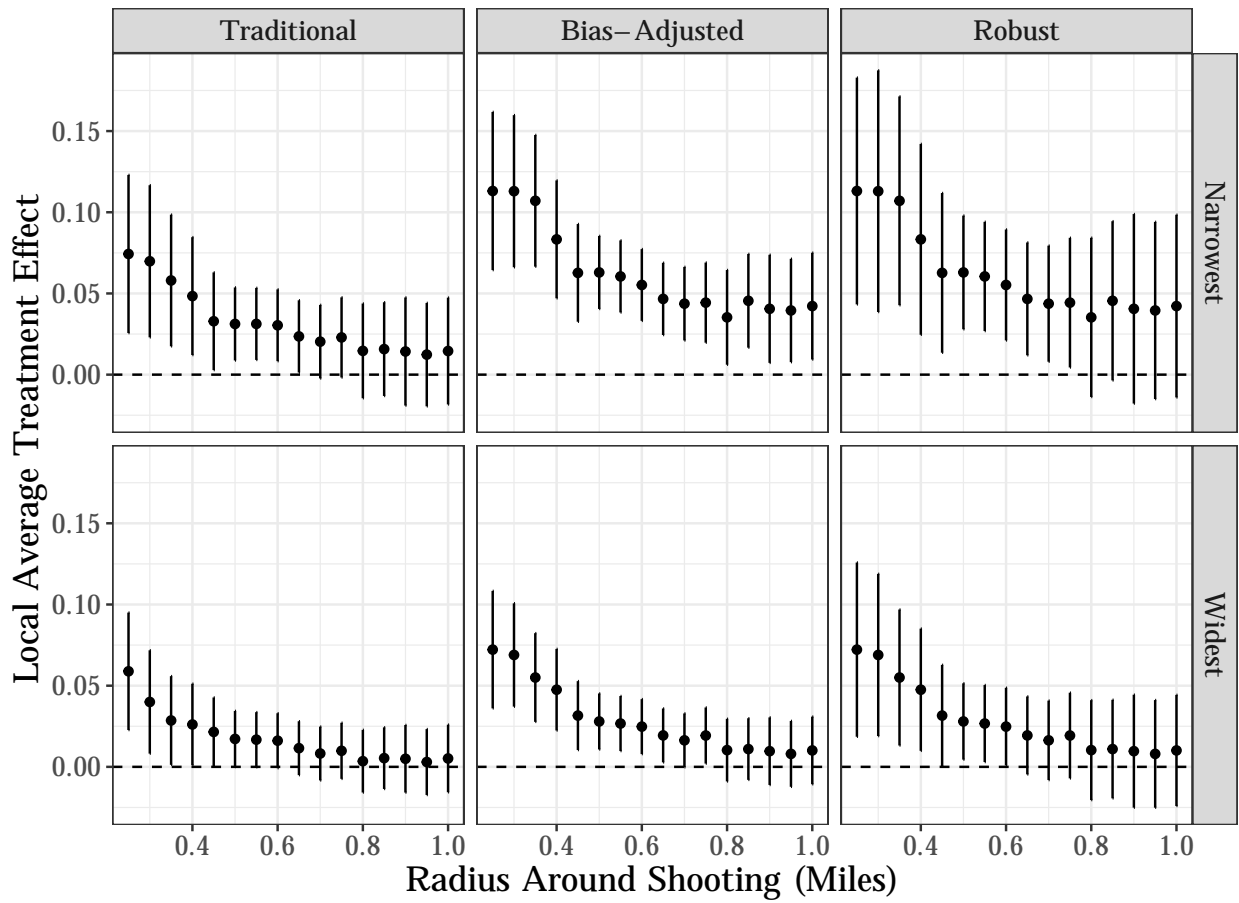 Traditional
Bias−Adjusted
Robust
Local Average Treatment Effect
0.15
0.10
0.05
0.00
Narrowest
0.15
0.10
0.05
0.00
Widest
0.4 0.6 0.8 1.0
0.4 0.6 0.8 1.0
0.4 0.6 0.8 1.0
Radius Around Shooting (Miles)